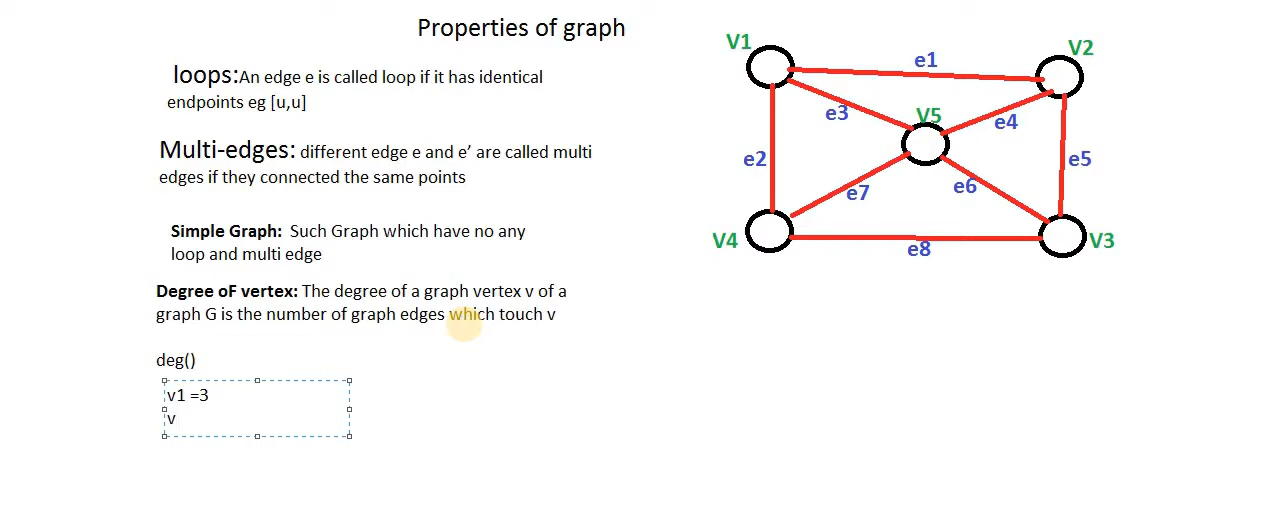 Properties of graph
loops:An edge e is called loop if it has identical
endpoints eg [u,u]
Multi-edges: different edge e and e’ are called multi
edges if they connected the same points
Simple Graph: Such Graph which have no any
loop and multi edge
Degree oF vertex: The degree of a graph vertex v of a
graph G is the number of graph edges which touch v
deg()
v1 =3
v
V1
V2
e1
e3
V5
e4
e2
e5
e7
e6
V4
V3
e8